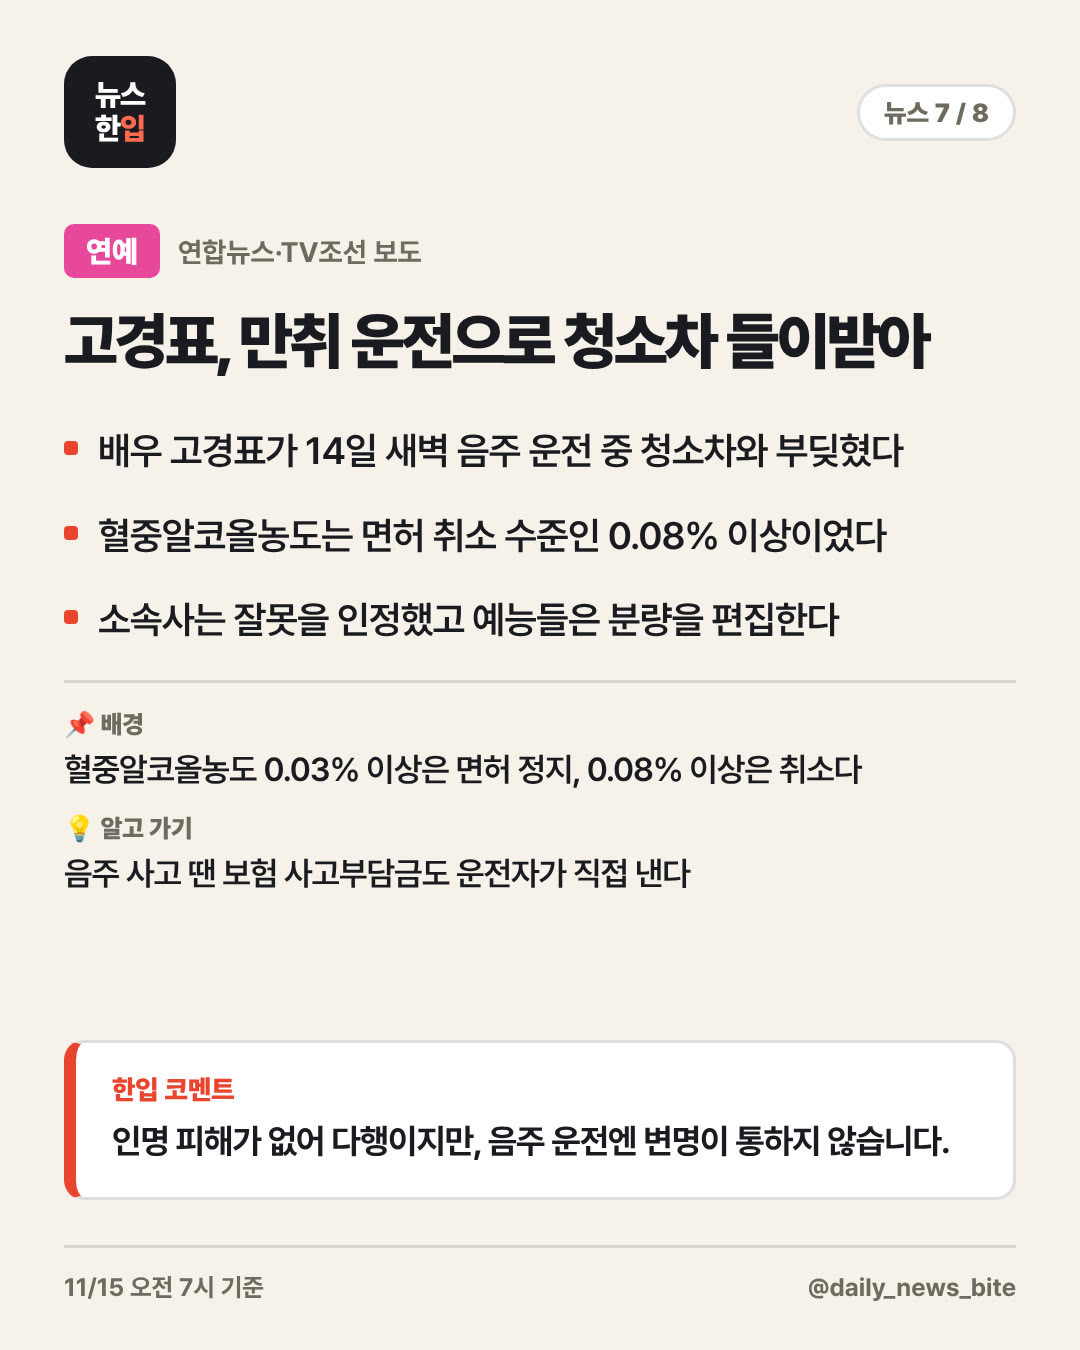 뉴스
한입
뉴스 7 / 8
연예
연합뉴스·TV조선 보도
고경표, 만취 운전으로 청소차 들이받아
배우 고경표가 14일 새벽 음주 운전 중 청소차와 부딪혔다
혈중알코올농도는 면허 취소 수준인 0.08% 이상이었다
소속사는 잘못을 인정했고 예능들은 분량을 편집한다
📌 배경
혈중알코올농도 0.03% 이상은 면허 정지, 0.08% 이상은 취소다
💡 알고 가기
음주 사고 땐 보험 사고부담금도 운전자가 직접 낸다
한입 코멘트
인명 피해가 없어 다행이지만, 음주 운전엔 변명이 통하지 않습니다.
11/15 오전 7시 기준
@daily_news_bite